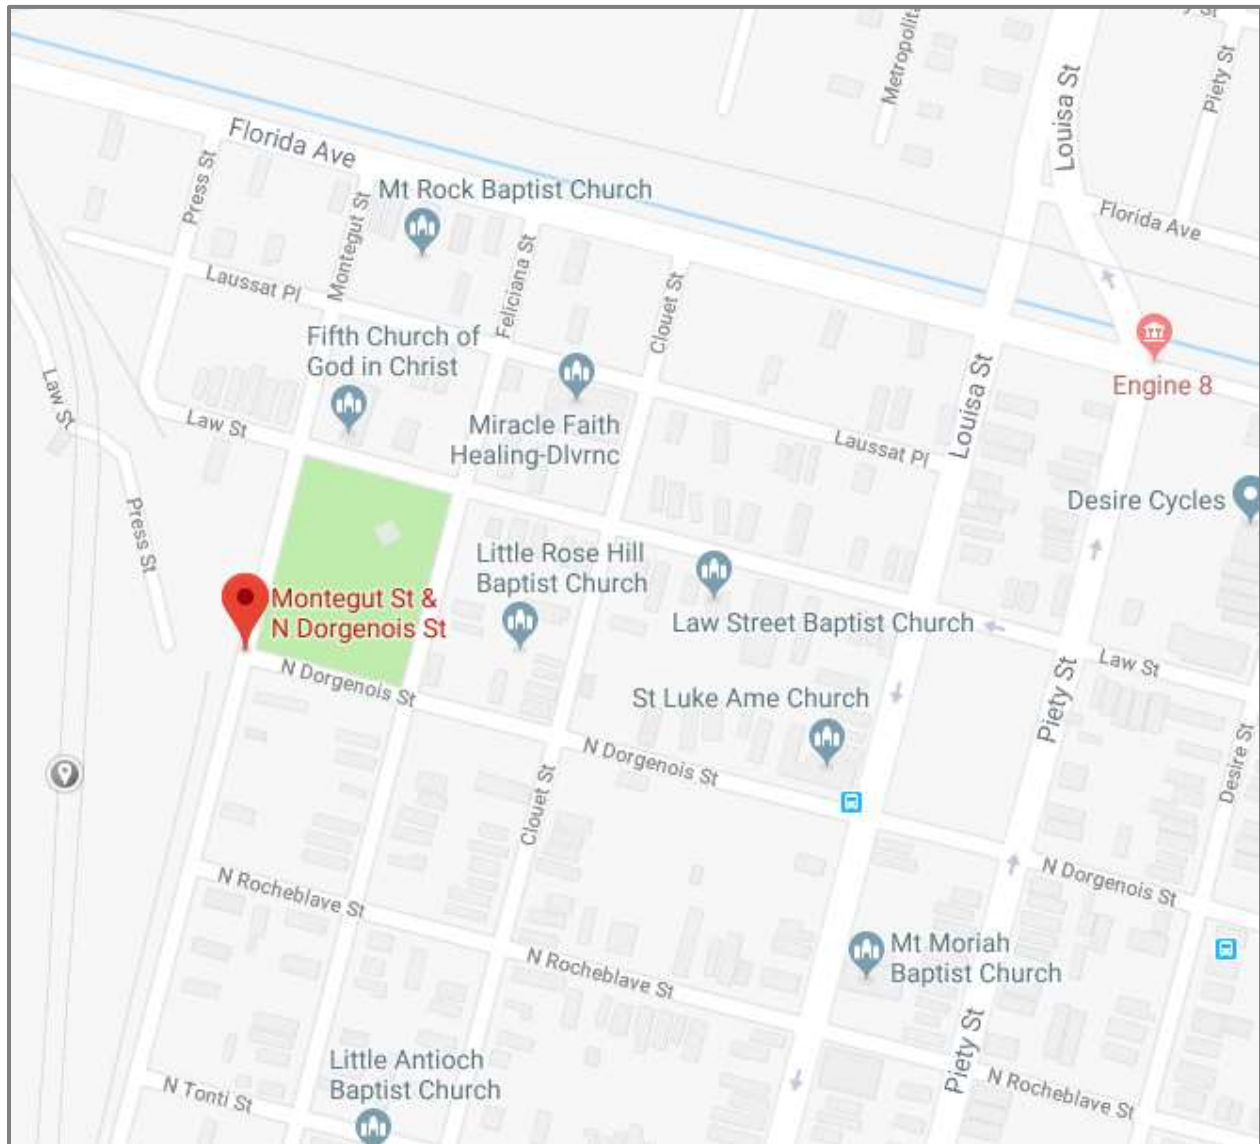 Piety St
Metropolit
Louisa St
Florida Ave
Press St
Mt Rock Baptist Church
Montegut St
Florida Ave
Feliciana St
Laussat Pl
Clouet St
Fifth Church of
God in Christ
Louisa St
Engine 8
Law St
Law St
Miracle Faith
Healing-Dlvrnc
Laussat Pl
Desire Cycles
Press St
Little Rose Hill
Baptist Church
Montegut St &
N Dorgenois St
Law Street Baptist Church
Law St
N Dorgenois St
St Luke Ame Church
Piety St
N Dorgenois St
Desire St
Clouet St
N Dorgenois St
N Rocheblave St
Mt Moriah
Baptist Church
N Rocheblave St
Piety St
Little Antioch
Baptist Church
N Tonti St
N Rocheblave St